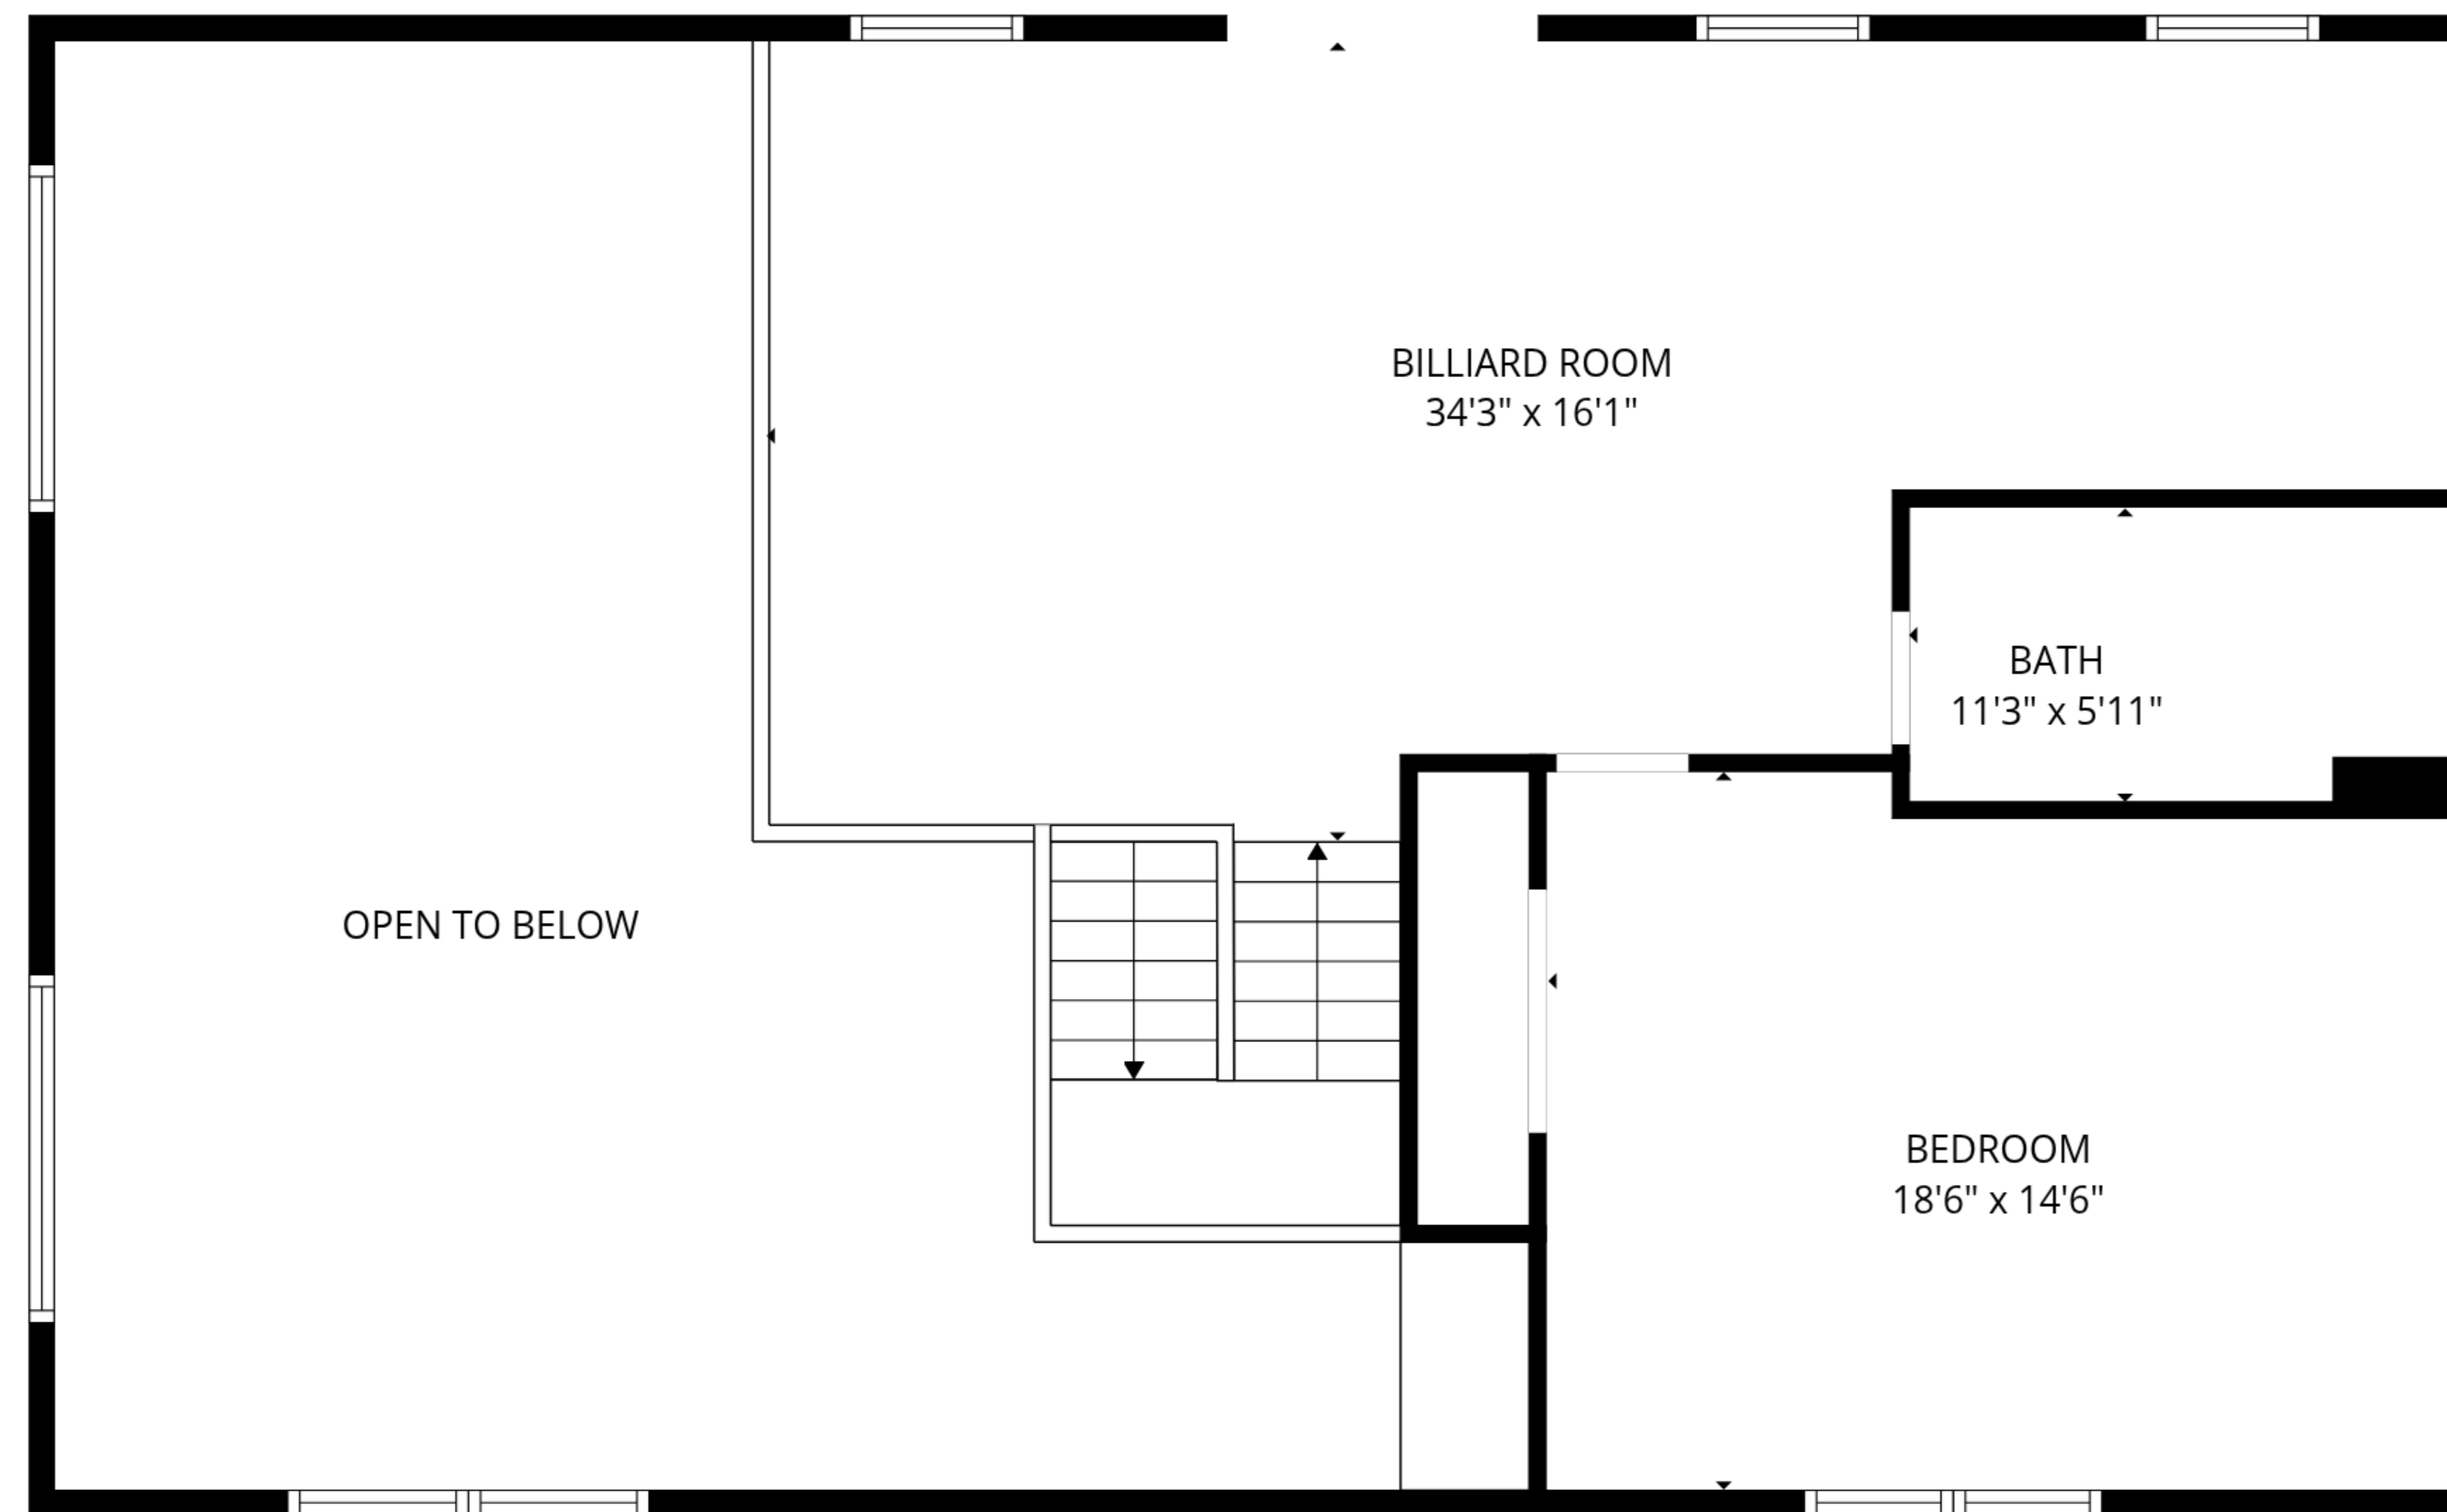 BILLIARD ROOM
34'3" x 16'1"
BATH
11'3" x 5'11"
OPEN TO BELOW
BEDROOM
18'6" x 14'6"